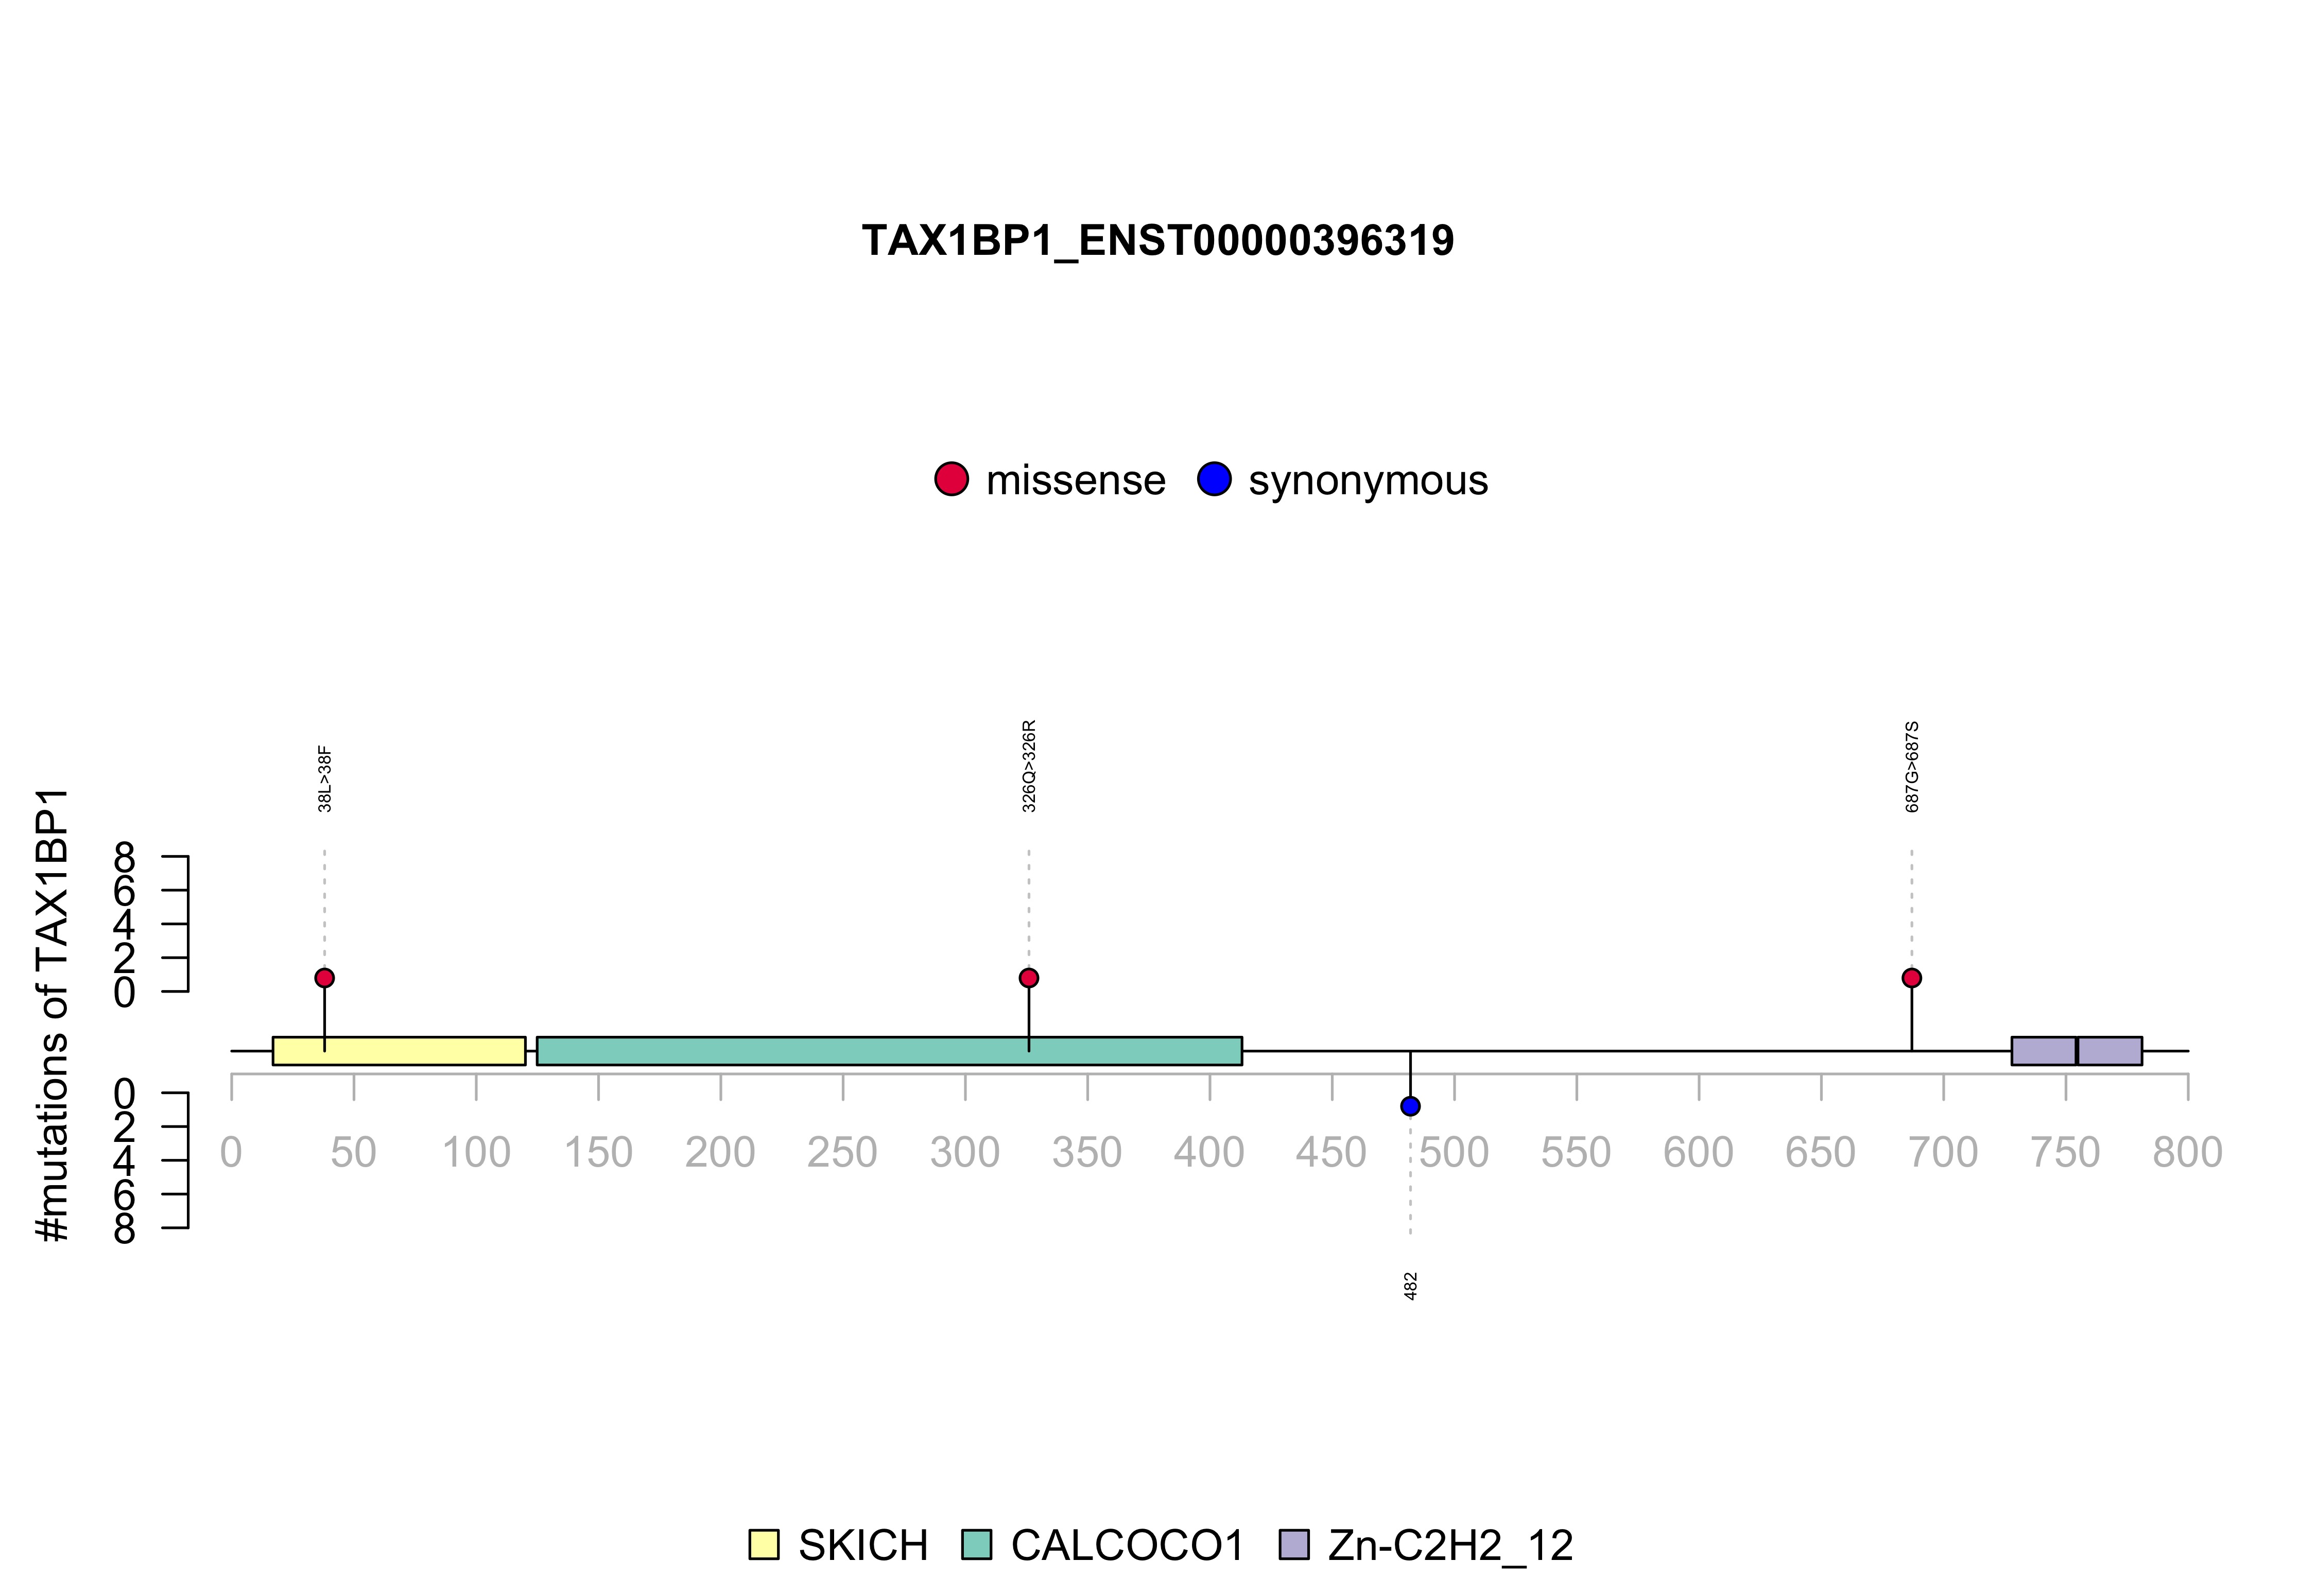 TAX1BP1_ENST00000396319
missense synonymous
38L>38F 326Q>326R 687G>687S
#mutations of TAX1BP1
8
6
4
2
0
0
2
4
6
8
0 50 100 150 200 250 300 350 400 450 500 550 600 650 700 750 800
482
SKICH CALCOCO1 Zn-C2H2_12